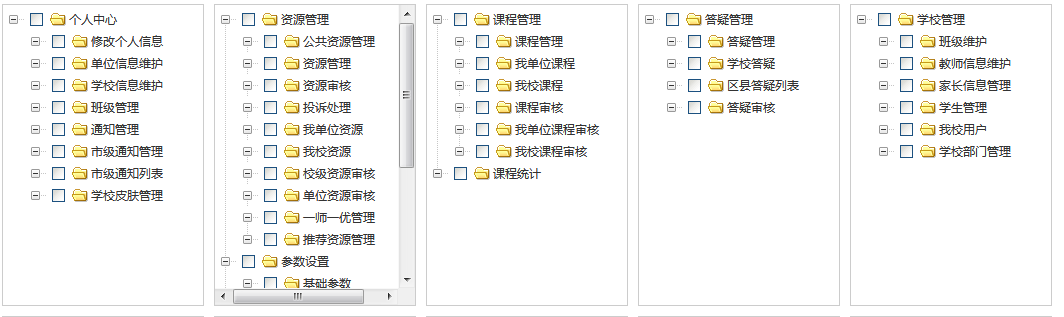 个人中心
修改个人信息
单位信息维护
学校信息维护
班级管理
通知管理
市级通知管理
市级通知列表
学校皮肤管理
资源管理
公共资源管理
资源管理
资源审核
投诉处理
我单位资源
我校资源
校级资源审核
单位资源审核
一师一优管理
推荐资源管理
参数设置
基础参数
课程管理
课程管理
我单位课程
我校课程
课程审核
我单位课程审核
我校课程审核
课程统计
答疑管理
答疑管理
学校答疑
区县答疑列表
答疑审核
学校管理
班级维护
教师信息维护
家长信息管理
学生管理
我校用户
学校部门管理